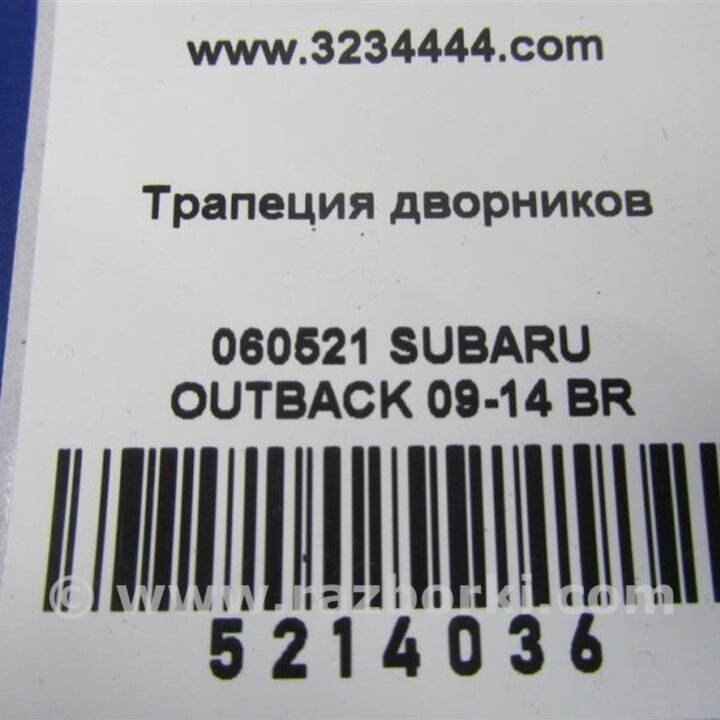 www.3234444.com
Трапеция дворников
060521 SUBARU
OUTBACK 09-14 BR
© www.razborki.com
5214036